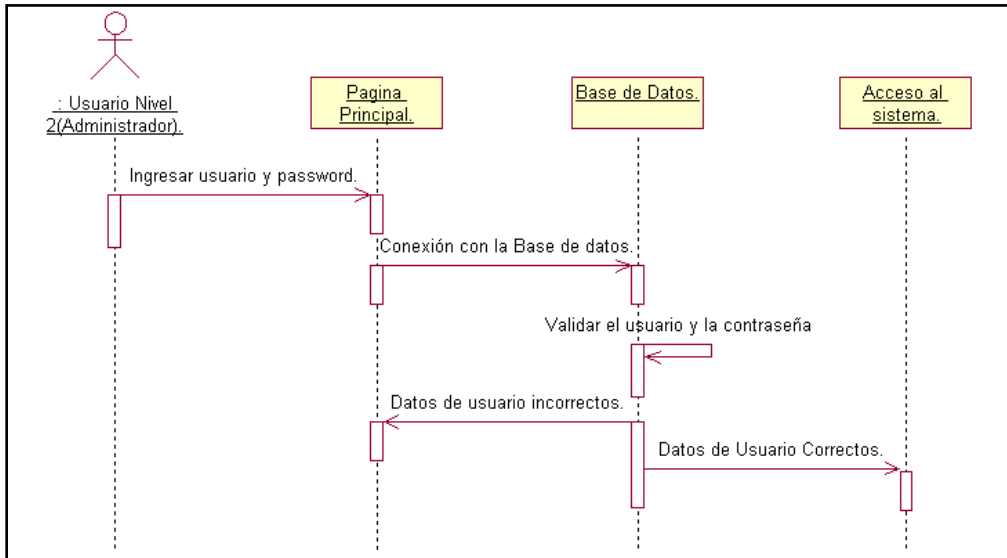 : Usuario Nivel
2(Administrador).
Pagina
Principal.
Base de Datos.
Acceso al
sistema.
Ingresar usuario y password.
Conexión con la Base de datos.
Validar el usuario y la contraseña
Datos de usuario incorrectos.
Datos de Usuario Correctos.